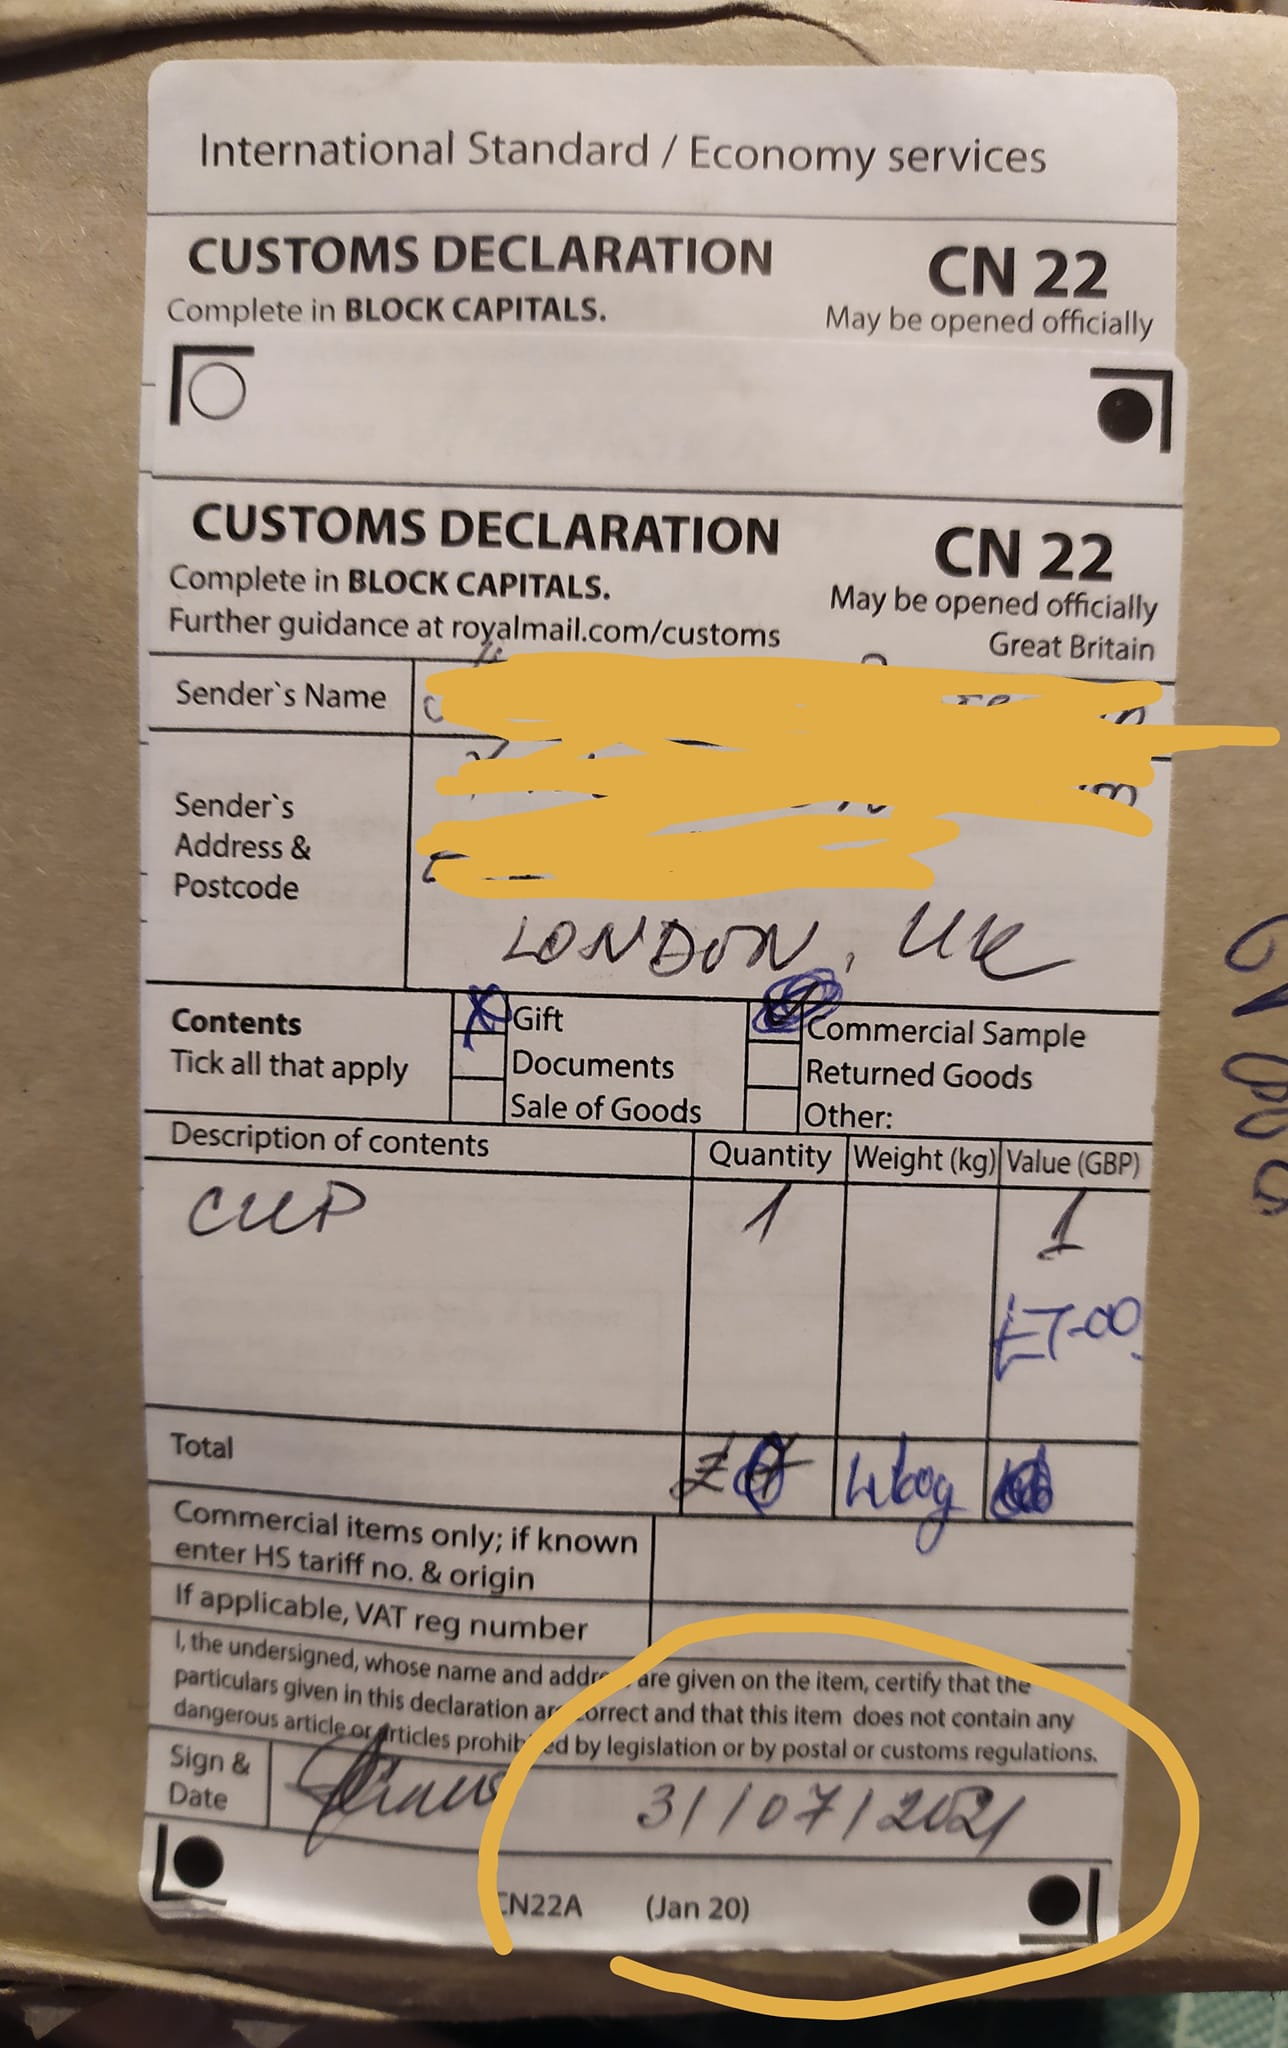 International Standard / Economy services
CUSTOMS DECLARATION CN 22
Complete in BLOCK CAPITALS. May be opened officially
CUSTOMS DECLARATION CN 22
Complete in BLOCK CAPITALS. May be opened officially
Further guidance at royalmail.com/customs Great Britain
Sender`s Name
Sender`s
Address &
Postcode
LONDON, UK
Contents Gift Commercial Sample
Tick all that apply Documents Returned Goods
Sale of Goods Other:
Description of contents Quantity Weight (kg) Value (GBP)
CUP 1 1
£7-00
Total
Commercial items only; if known
enter HS tariff no. & origin
If applicable, VAT reg number
I, the undersigned, whose name and address are given on the item, certify that the
particulars given in this declaration are correct and that this item does not contain any
dangerous article or articles prohibited by legislation or by postal or customs regulations.
Sign &
Date 31/07/2021
CN22A (Jan 20)